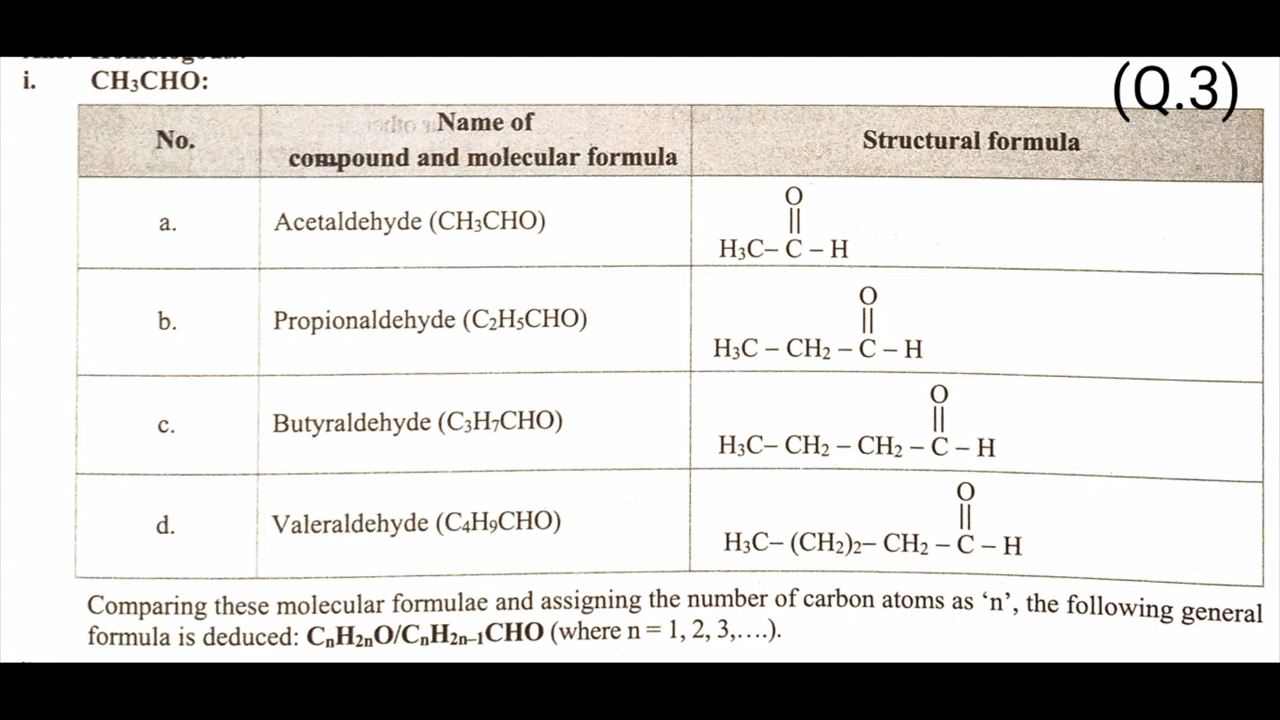 i. CH₃CHO:
(Q.3)
No. Name of compound and molecular formula Structural formula
a. Acetaldehyde (CH₃CHO)
O
||
H₃C– C – H
b. Propionaldehyde (C₂H₅CHO)
O
||
H₃C – CH₂ – C – H
c. Butyraldehyde (C₃H₇CHO)
O
||
H₃C– CH₂ – CH₂ – C – H
d. Valeraldehyde (C₄H₉CHO)
O
||
H₃C– (CH₂)₂– CH₂ – C – H
Comparing these molecular formulae and assigning the number of carbon atoms as ‘n’, the following general
formula is deduced: CₙH₂ₙO/CₙH₂ₙ₋₁CHO (where n = 1, 2, 3,….).